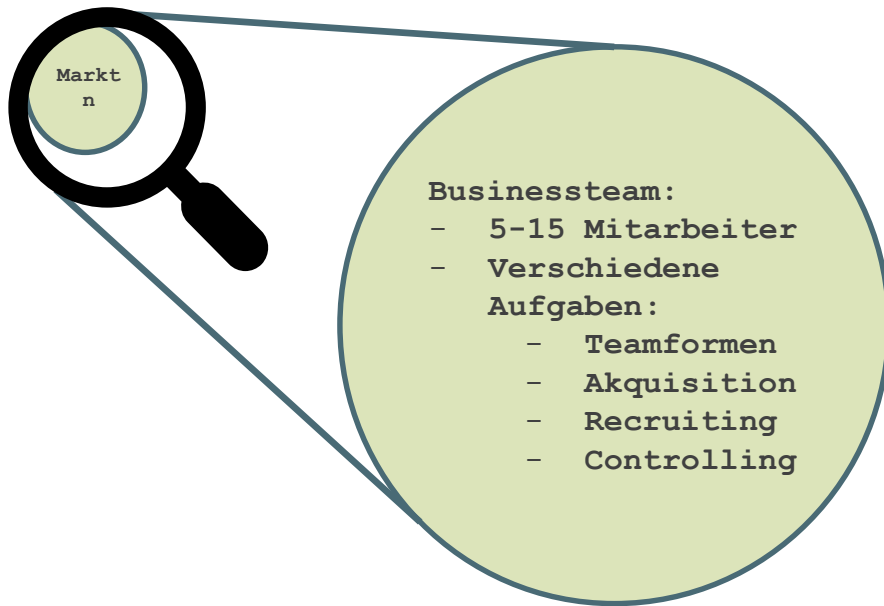 Markt
n
Businessteam:
- 5-15 Mitarbeiter
- Verschiedene
Aufgaben:
- Teamformen
- Akquisition
- Recruiting
- Controlling